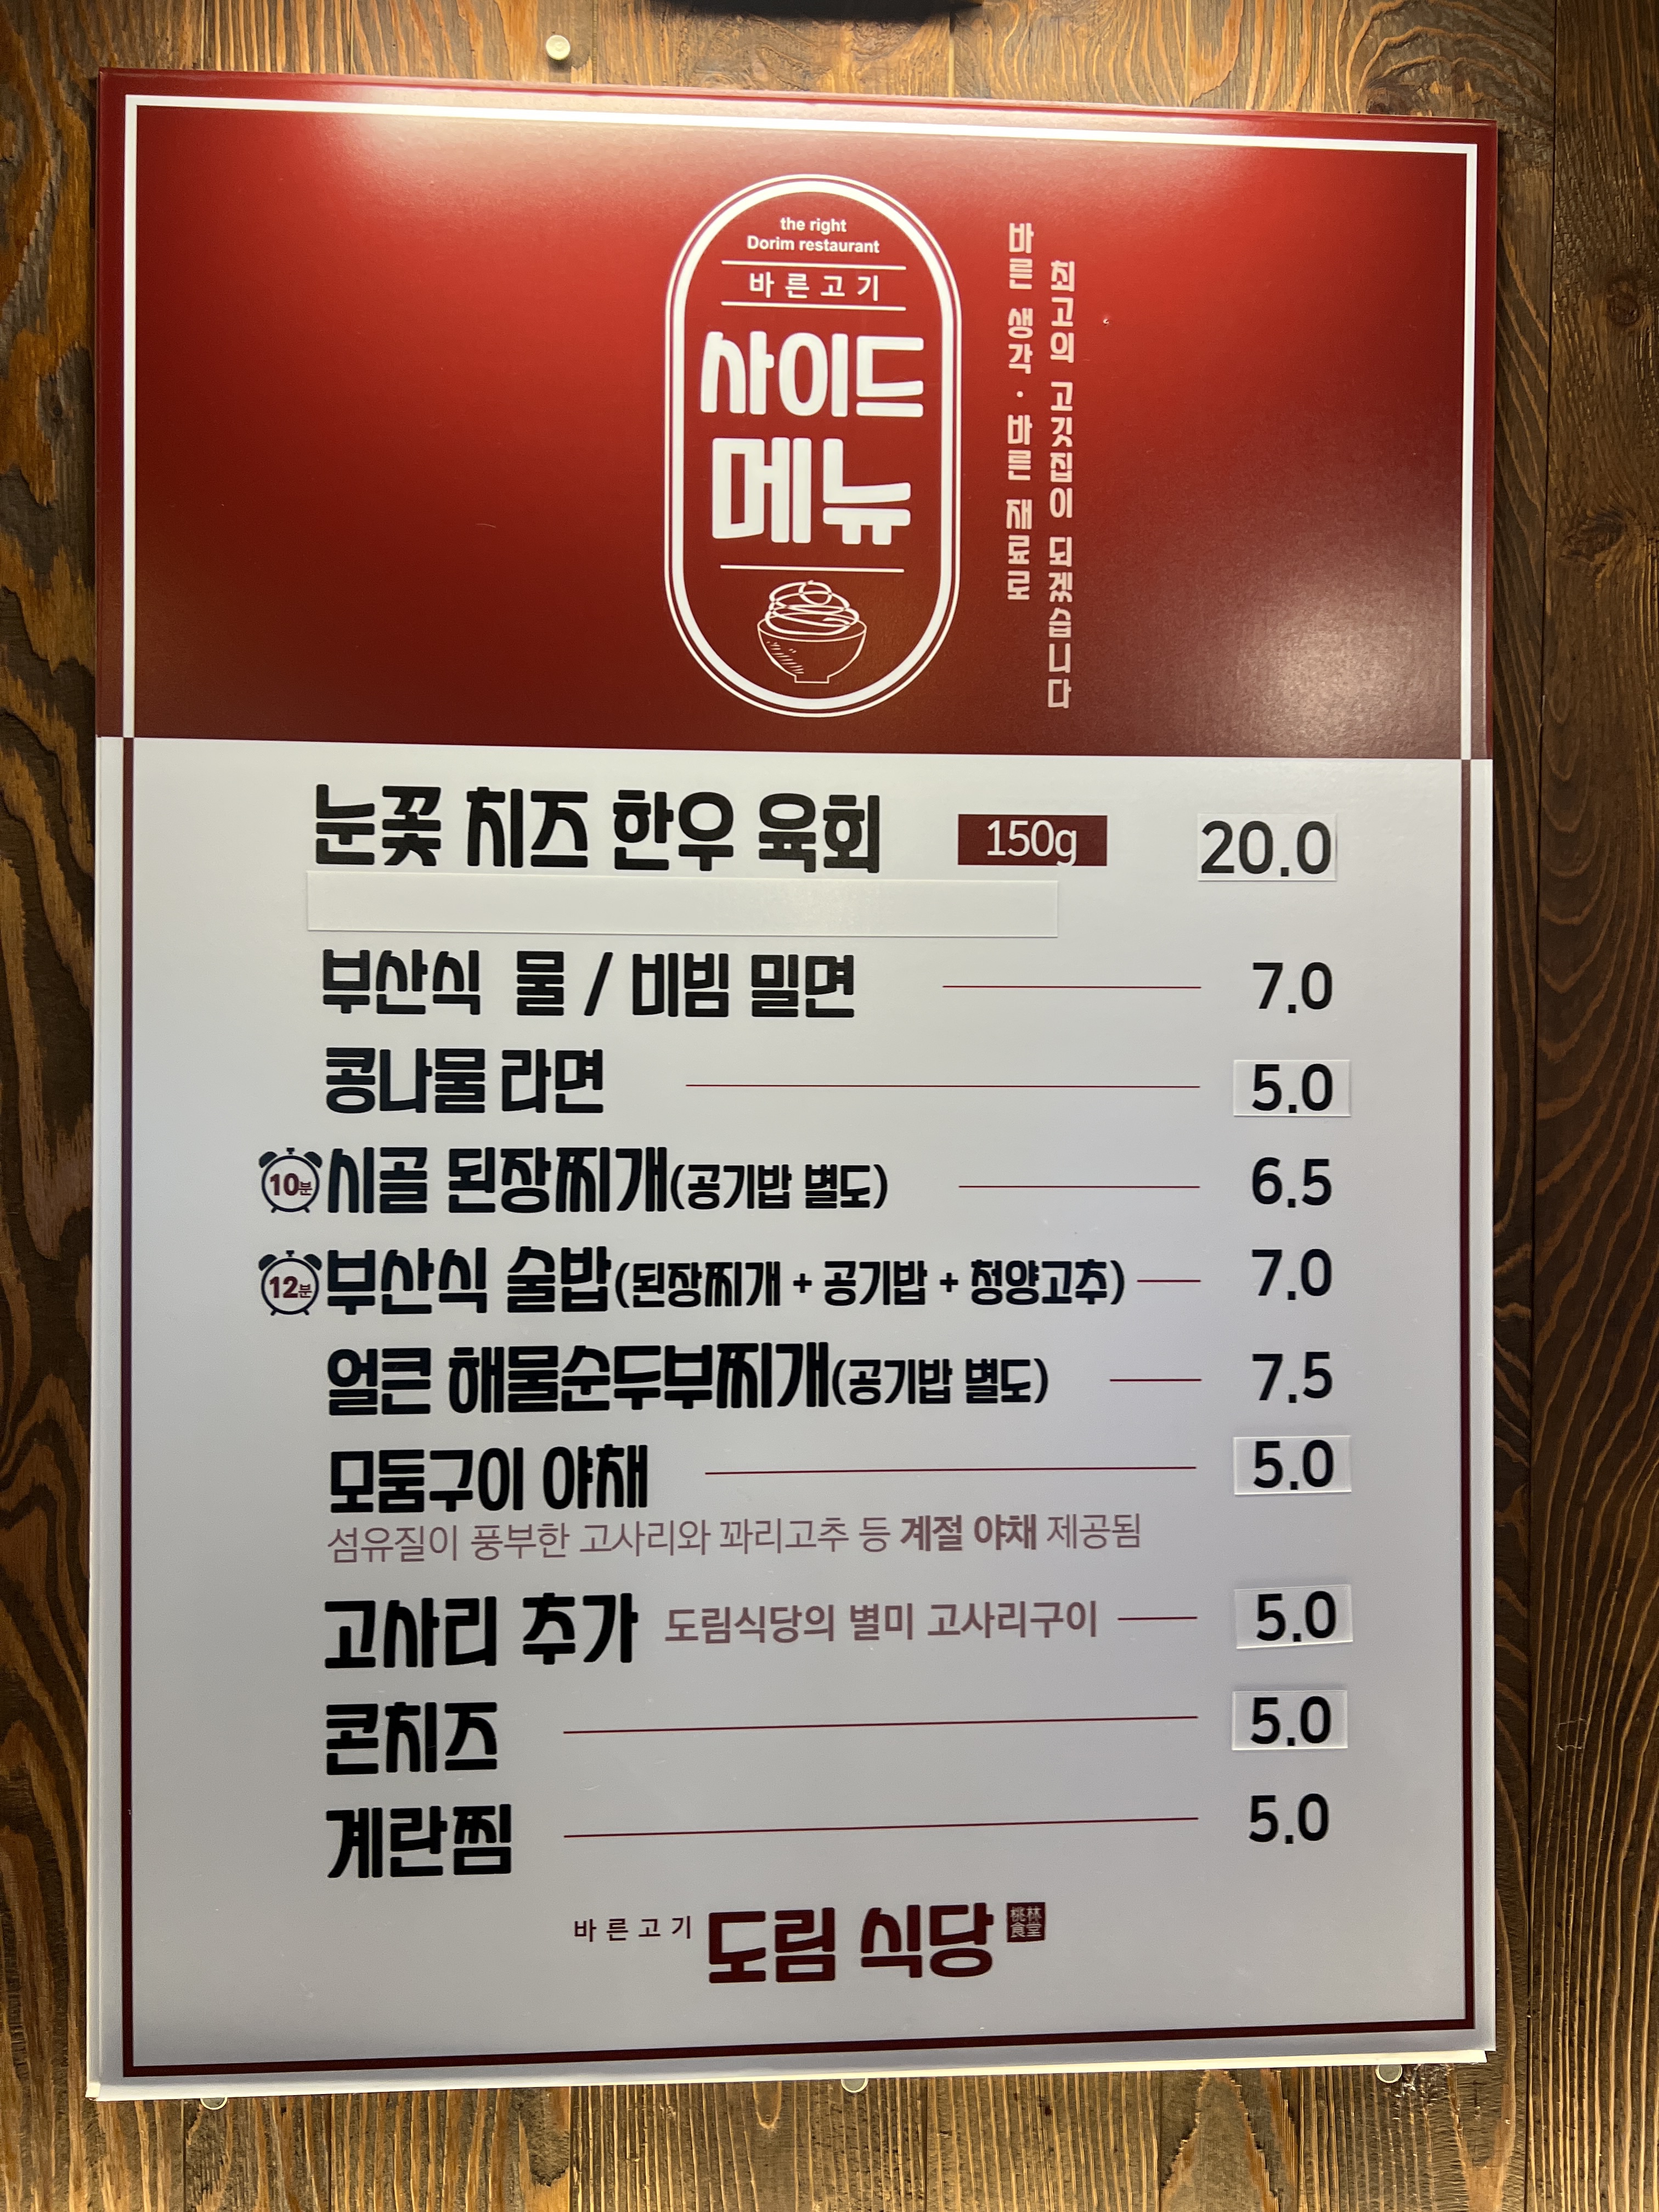 the right
Dorim restaurant
바른고기
사이드
메뉴
바른 생각·바른 재료로
최고의 고깃집이 되겠습니다
눈꽃 치즈 한우 육회 150g 20.0
부산식 물 / 비빔 밀면 7.0
콩나물 라면 5.0
10분 시골 된장찌개(공기밥 별도) 6.5
12분 부산식 술밥(된장찌개 + 공기밥 + 청양고추) 7.0
얼큰 해물순두부찌개(공기밥 별도) 7.5
모둠구이 야채 5.0
섬유질이 풍부한 고사리와 꽈리고추 등 계절 야채 제공됨
고사리 추가 도림식당의 별미 고사리구이 5.0
콘치즈 5.0
계란찜 5.0
바른고기 도림 식당 桃林食堂